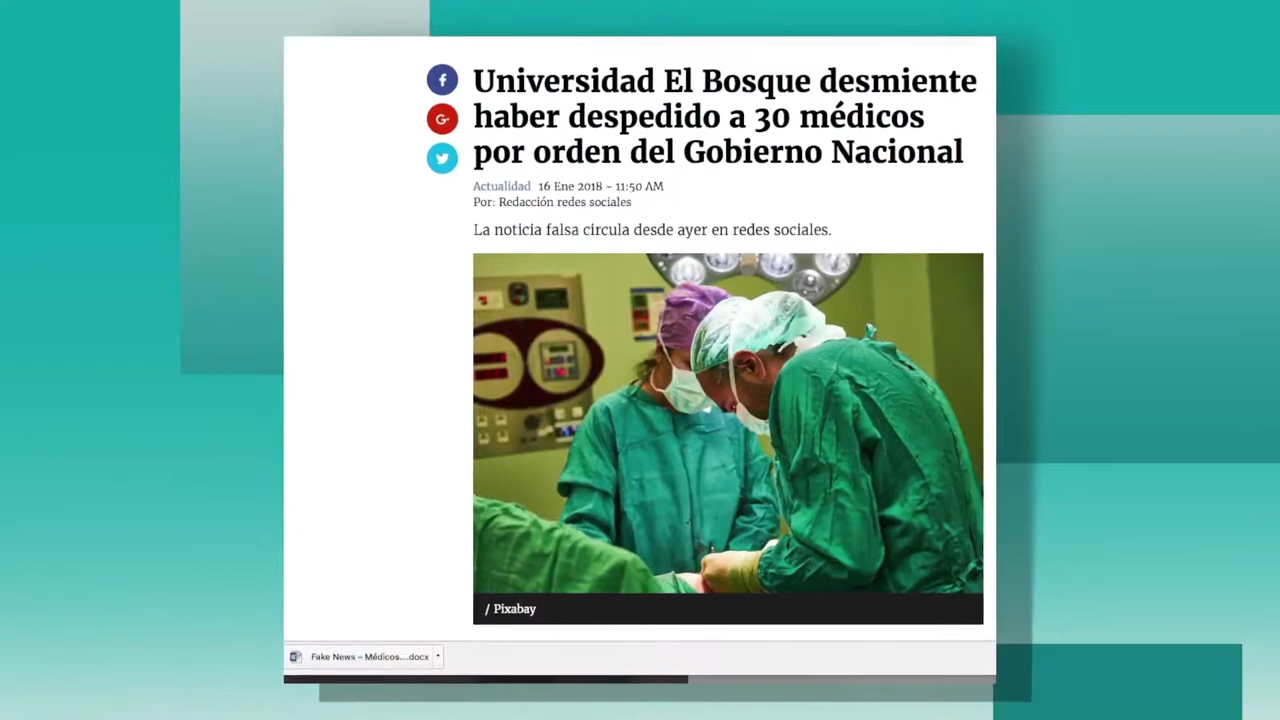 Universidad El Bosque desmiente
haber despedido a 30 médicos
por orden del Gobierno Nacional
Actualidad 16 Ene 2018 - 11:50 AM
Por: Redacción redes sociales
La noticia falsa circula desde ayer en redes sociales.
/ Pixabay
Fake News – Médicos....docx